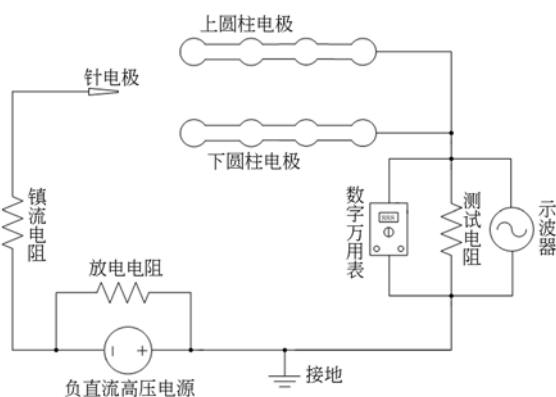 上圆柱电极
针电极
下圆柱电极
镇流电阻
数字万用表
888
测试电阻
示波器
放电电阻
负直流高压电源
接地